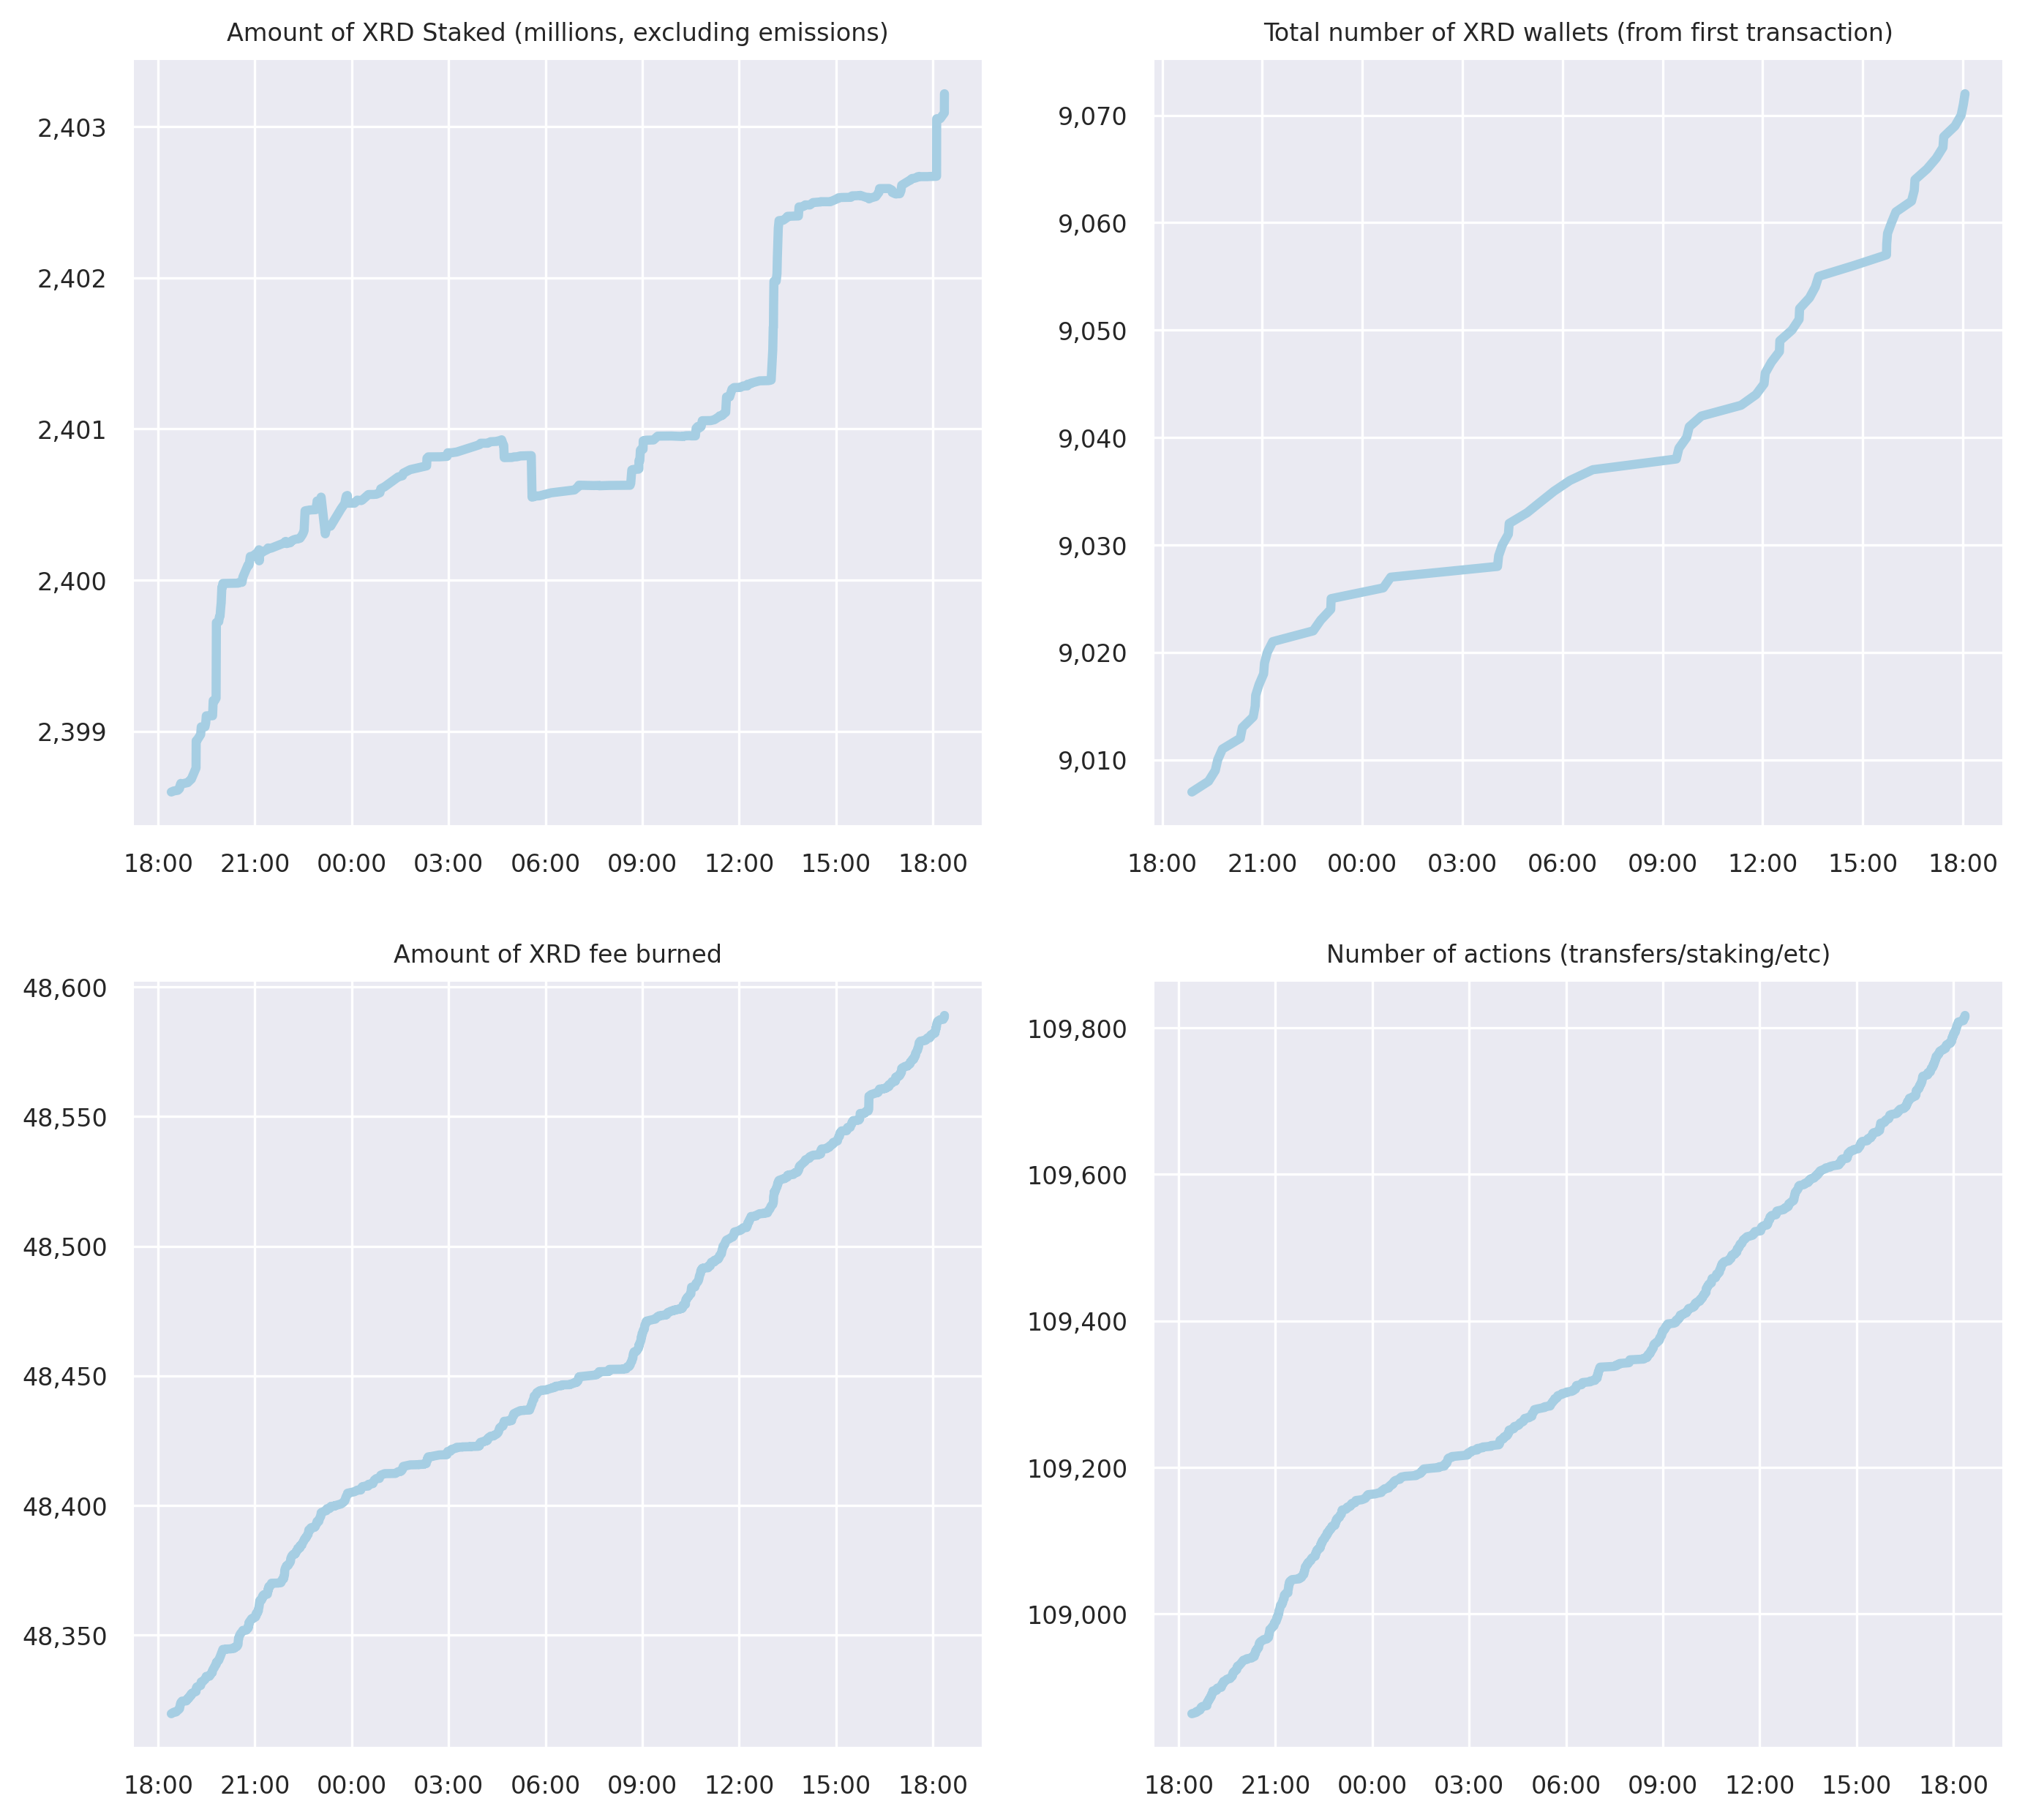 Amount of XRD Staked (millions, excluding emissions)
2,403
2,402
2,401
2,400
2,399
18:00 21:00 00:00 03:00 06:00 09:00 12:00 15:00 18:00
Total number of XRD wallets (from first transaction)
9,070
9,060
9,050
9,040
9,030
9,020
9,010
18:00 21:00 00:00 03:00 06:00 09:00 12:00 15:00 18:00
Amount of XRD fee burned
48,600
48,550
48,500
48,450
48,400
48,350
18:00 21:00 00:00 03:00 06:00 09:00 12:00 15:00 18:00
Number of actions (transfers/staking/etc)
109,800
109,600
109,400
109,200
109,000
18:00 21:00 00:00 03:00 06:00 09:00 12:00 15:00 18:00